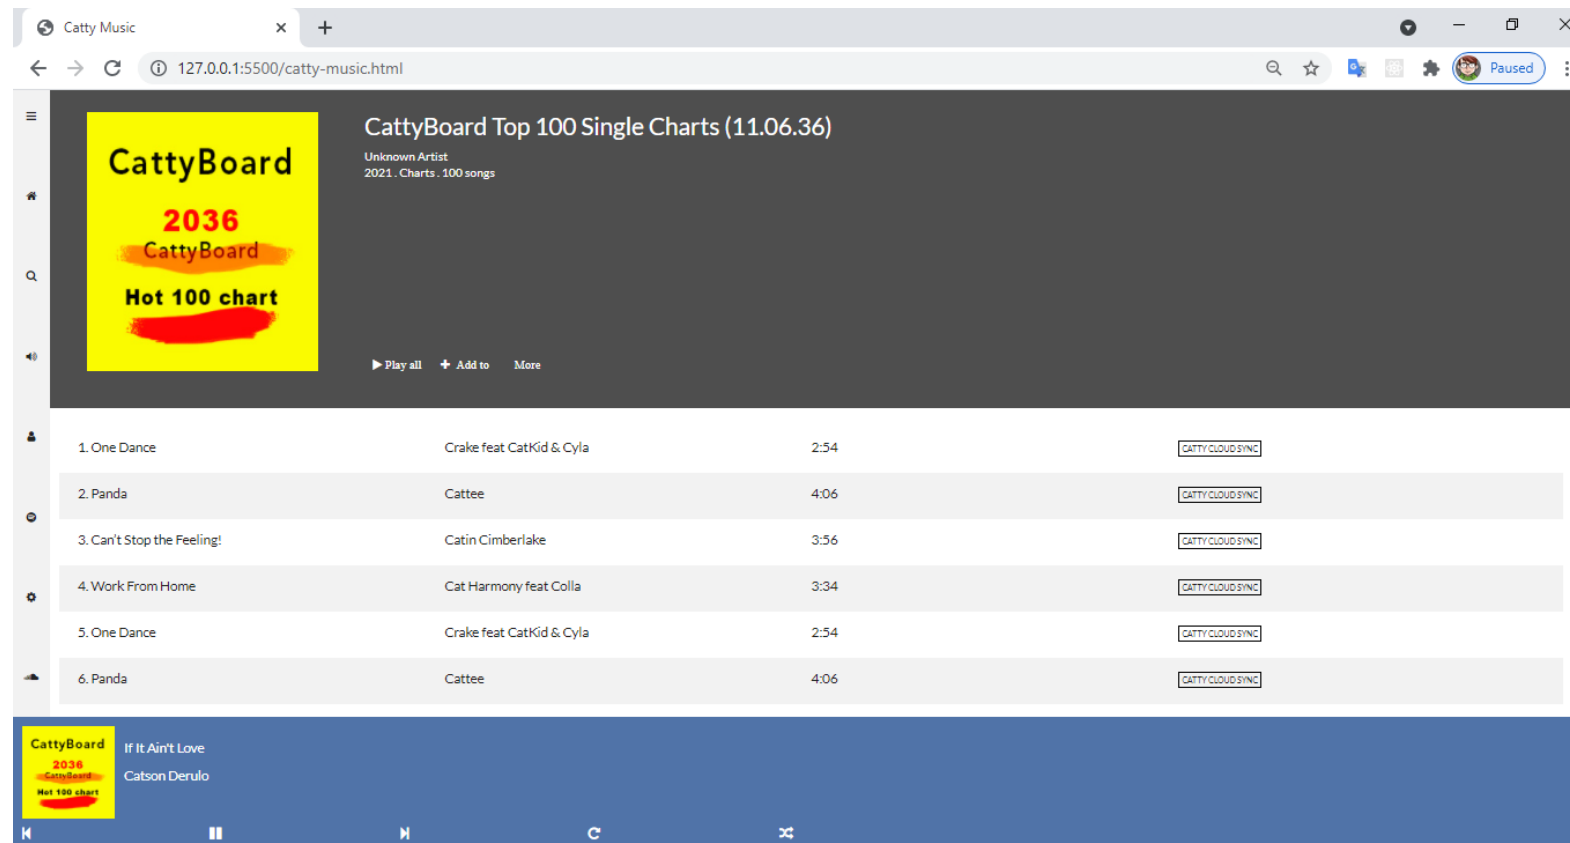 Catty Music
127.0.0.1:5500/catty-music.html
Paused
CattyBoard
2036
CattyBoard
Hot 100 chart
CattyBoard Top 100 Single Charts (11.06.36)
Unknown Artist
2021 . Charts . 100 songs
Play all Add to More
1. One Dance Crake feat CatKid & Cyla 2:54 CATTY CLOUD SYNC
2. Panda Cattee 4:06 CATTY CLOUD SYNC
3. Can't Stop the Feeling! Catin Cimberlake 3:56 CATTY CLOUD SYNC
4. Work From Home Cat Harmony feat Colla 3:34 CATTY CLOUD SYNC
5. One Dance Crake feat CatKid & Cyla 2:54 CATTY CLOUD SYNC
6. Panda Cattee 4:06 CATTY CLOUD SYNC
CattyBoard
2036
CattyBoard
Hot 100 chart
If It Ain't Love
Catson Derulo